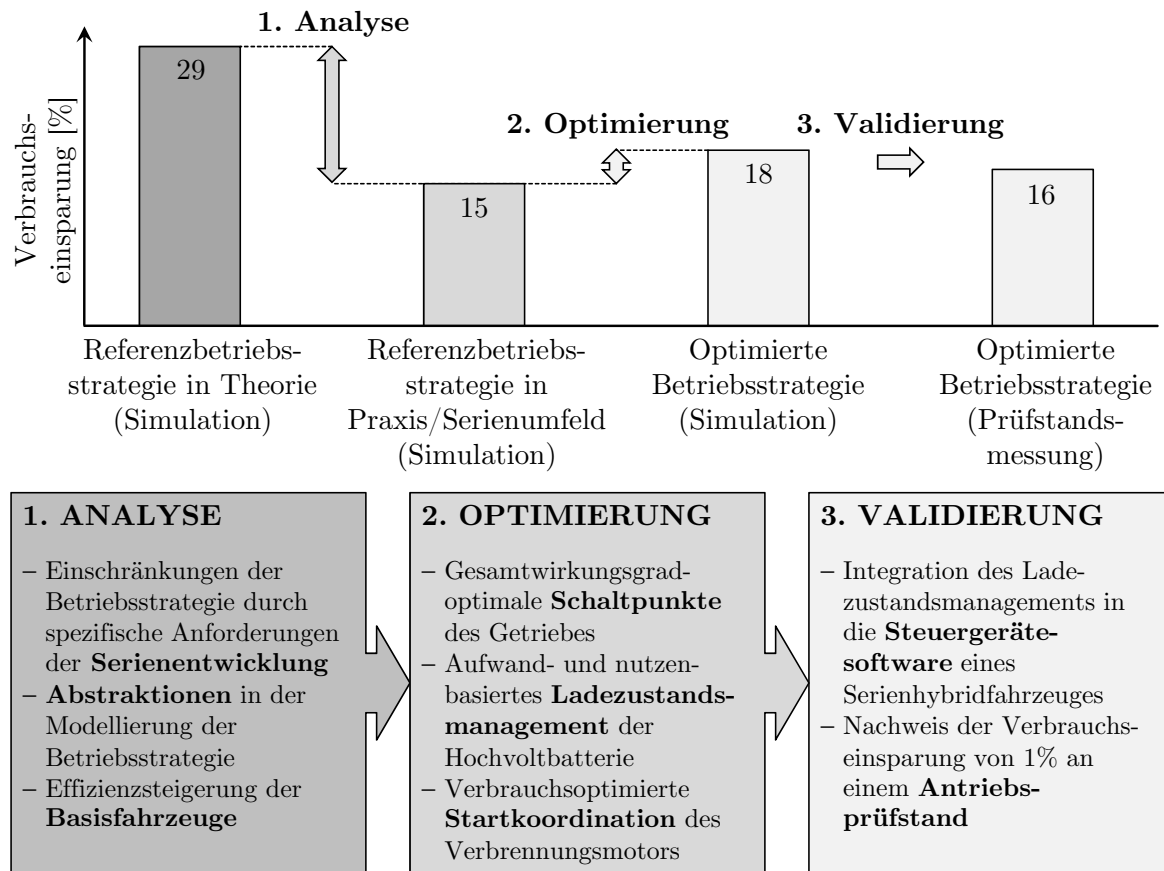 1. Analyse
29
2. Optimierung
3. Validierung
18
15
16
Verbrauchs-
einsparung [%]
Referenzbetriebs-
strategie in Theorie
(Simulation)
Referenzbetriebs-
strategie in
Praxis/Serienumfeld
(Simulation)
Optimierte
Betriebsstrategie
(Simulation)
Optimierte
Betriebsstrategie
(Prüfstands-
messung)
1. ANALYSE
– Einschränkungen der
Betriebsstrategie durch
spezifische Anforderungen
der Serienentwicklung
– Abstraktionen in der
Modellierung der
Betriebsstrategie
– Effizienzsteigerung der
Basisfahrzeuge
2. OPTIMIERUNG
– Gesamtwirkungsgrad-
optimale Schaltpunkte
des Getriebes
– Aufwand- und nutzen-
basiertes Ladezustands-
management der
Hochvoltbatterie
– Verbrauchsoptimierte
Startkoordination des
Verbrennungsmotors
3. VALIDIERUNG
– Integration des Lade-
zustandsmanagements in
die Steuergeräte-
software eines
Serienhybridfahrzeuges
– Nachweis der Verbrauchs-
einsparung von 1% an
einem Antriebs-
prüfstand